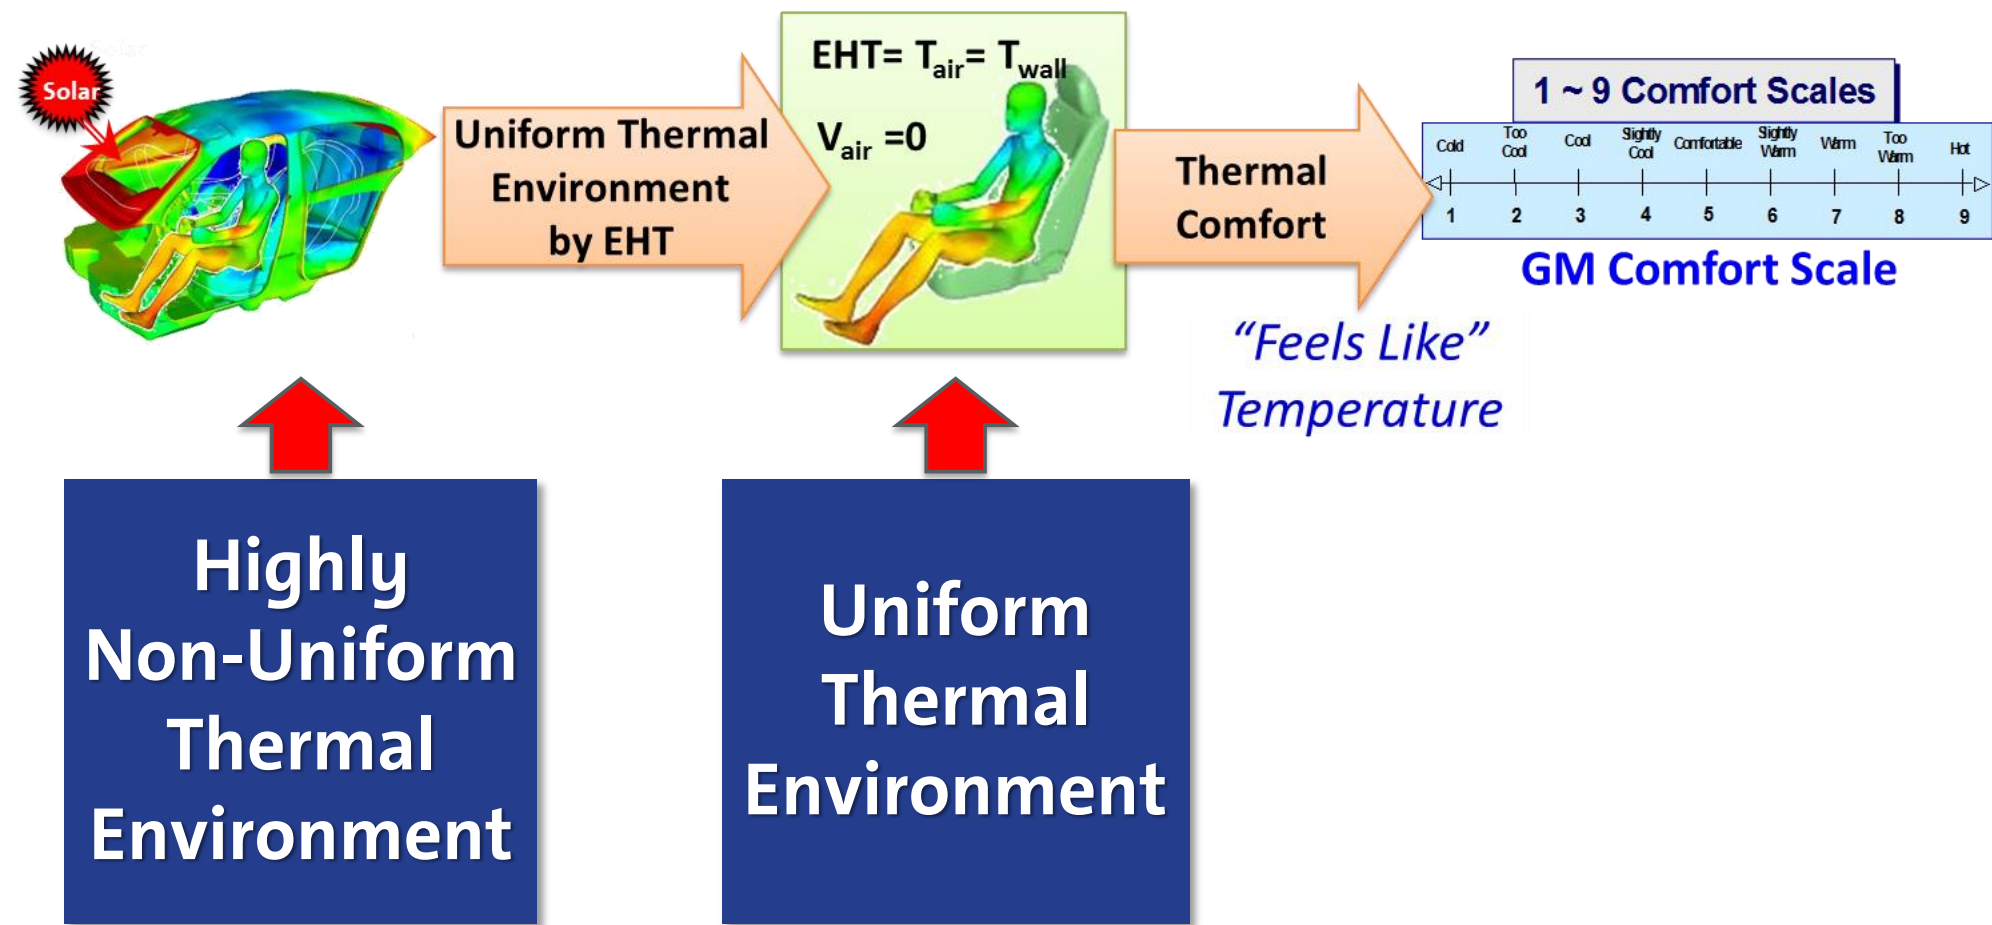 Solar
Uniform Thermal
Environment
by EHT
EHT= Tair= Twall
Vair =0
Thermal
Comfort
1 ~ 9 Comfort Scales
Cold
Too
Cool
Cool
Slightly
Cool
Comfortable
Slightly
Warm
Warm
Too
Warm
Hot
1 2 3 4 5 6 7 8 9
GM Comfort Scale
“Feels Like”
Temperature
Highly
Non-Uniform
Thermal
Environment
Uniform
Thermal
Environment